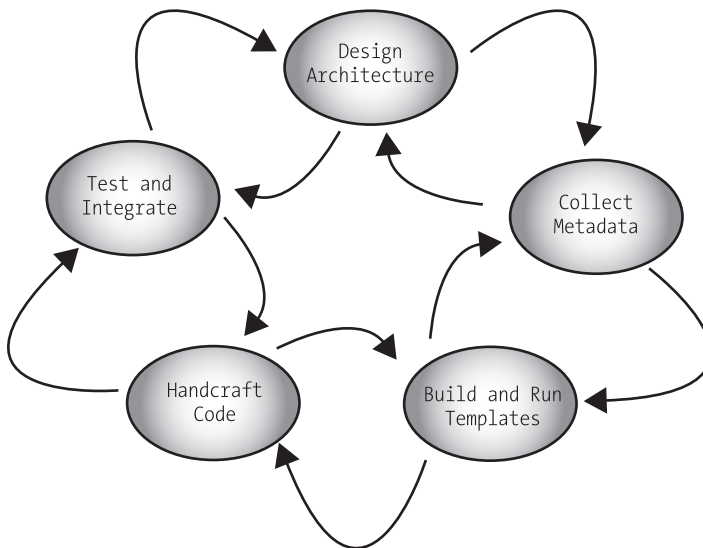 Design
Architecture
Test and
Integrate
Collect
Metadata
Handcraft
Code
Build and Run
Templates